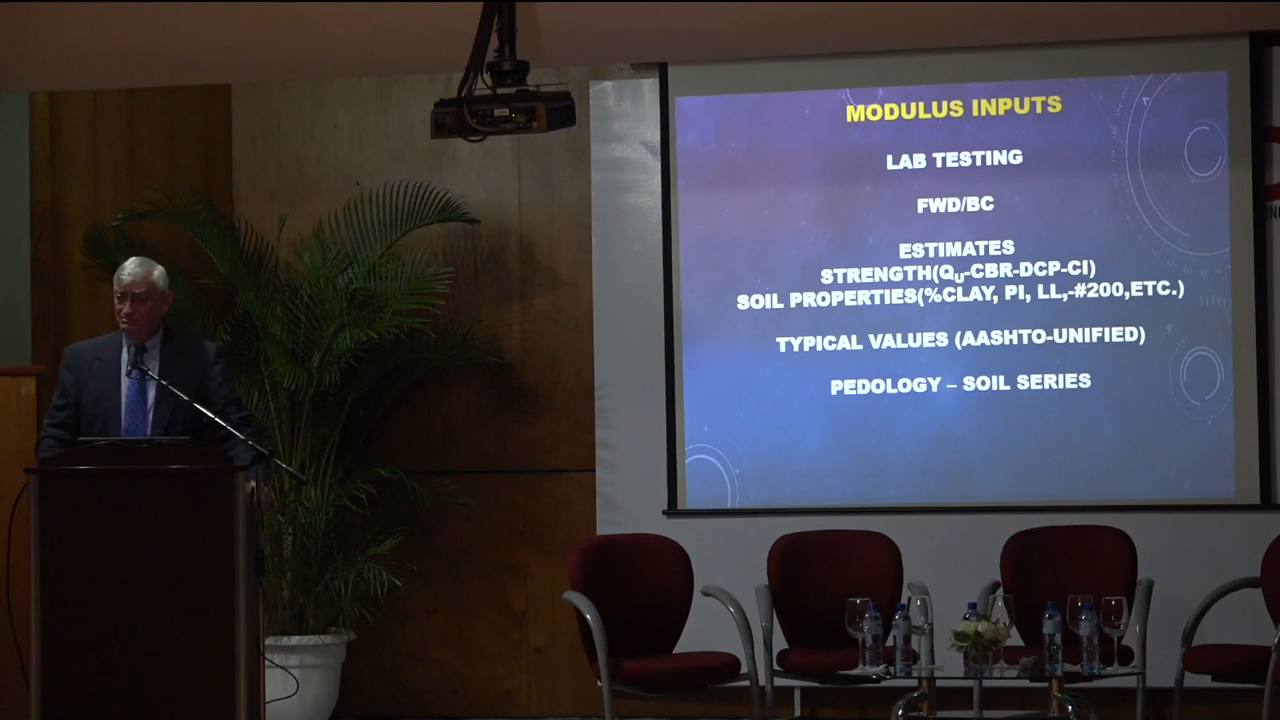 MODULUS INPUTS
LAB TESTING
FWD/BC
ESTIMATES
STRENGTH(QU-CBR-DCP-CI)
SOIL PROPERTIES(%CLAY, PI, LL,-#200,ETC.)
TYPICAL VALUES (AASHTO-UNIFIED)
PEDOLOGY – SOIL SERIES